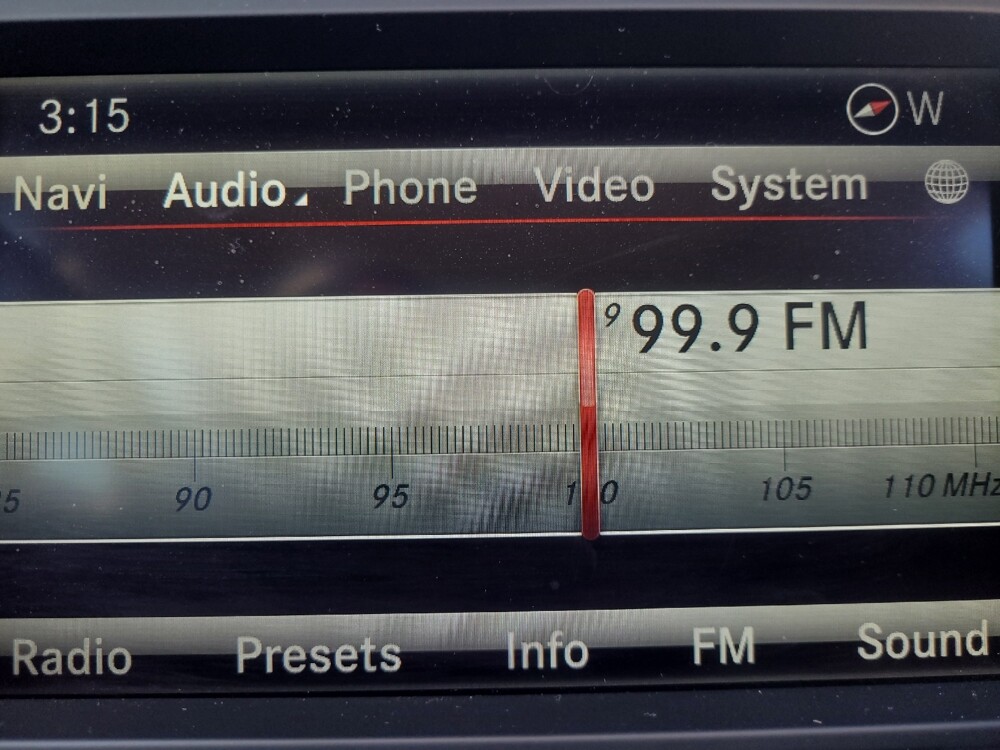 3:15 W
Navi Audio Phone Video System
9 99.9 FM
90 95 105 110 MHz
Radio Presets Info FM Sound